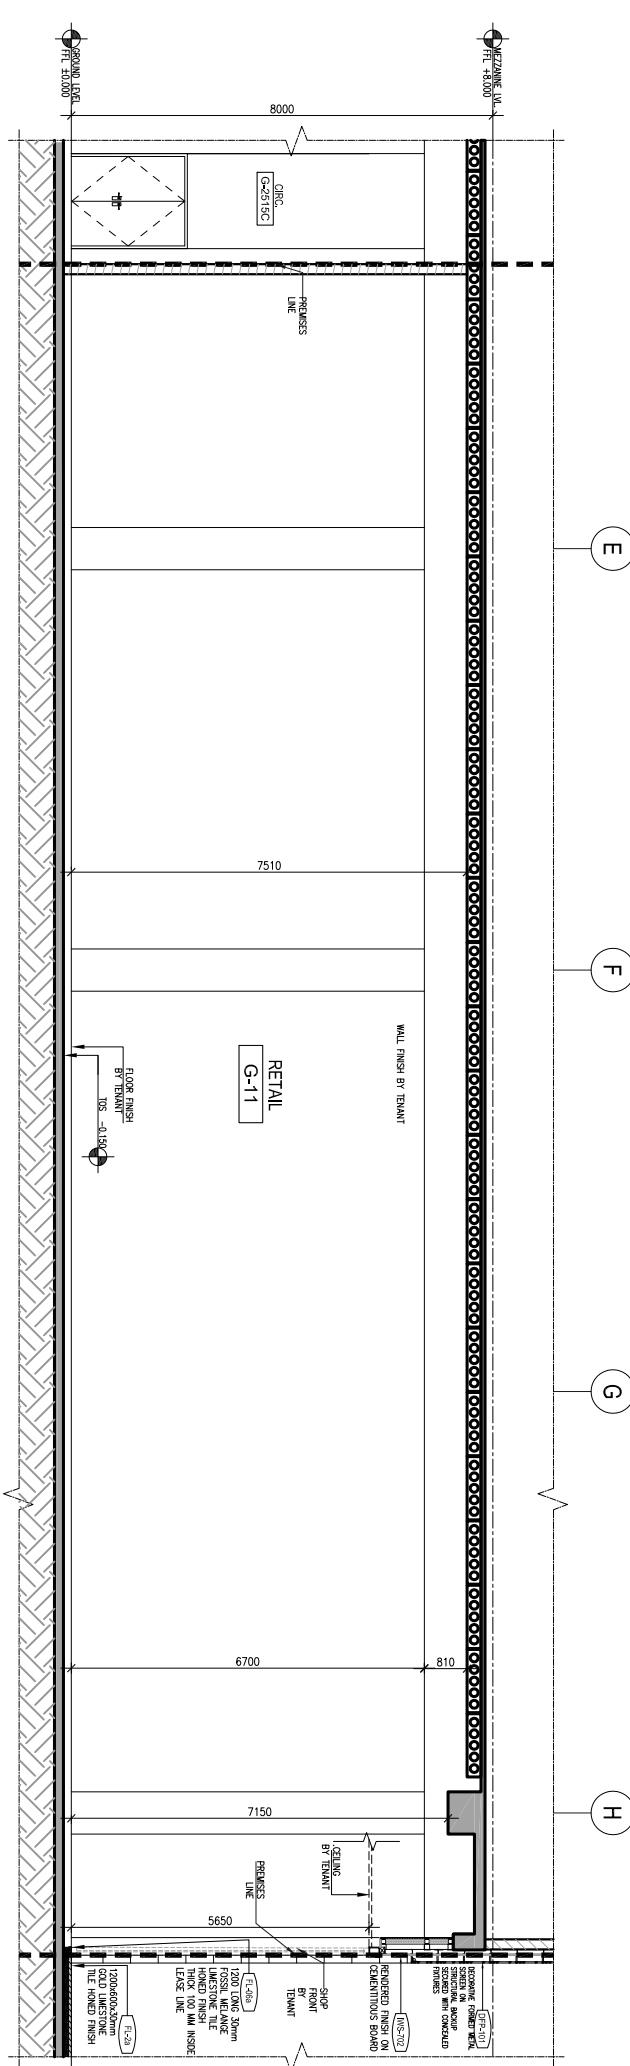 MEZZANINE LVL.
FFL +8.000
GROUND LEVEL
FFL ±0.000
8000
CIRC.
G-2515C
PREMISES
LINE
E
7510
F
WALL FINISH BY TENANT
RETAIL
G-11
FLOOR FINISH
BY TENANT
TOS -0.150
G
6700
810
H
7150
CEILING
BY TENANT
5650
PREMISES
LINE
SHOP
FRONT
BY
TENANT
DFP-101
DECORATIVE FORMED METAL
SCREEN ON
STRUCTURAL BACKUP
SECURED WITH CONCEALED
FIXTURES
IWS-702
RENDERED FINISH ON
CEMENTITIOUS BOARD
FL-06a
1200 LONG 30mm
FOSSIL MELANGE
LIMESTONE TILE
HONED FINISH
THICK 100 MM INSIDE
LEASE LINE
FL-2a
1200x600x30mm
GOLD LIMESTONE
TILE HONED FINISH